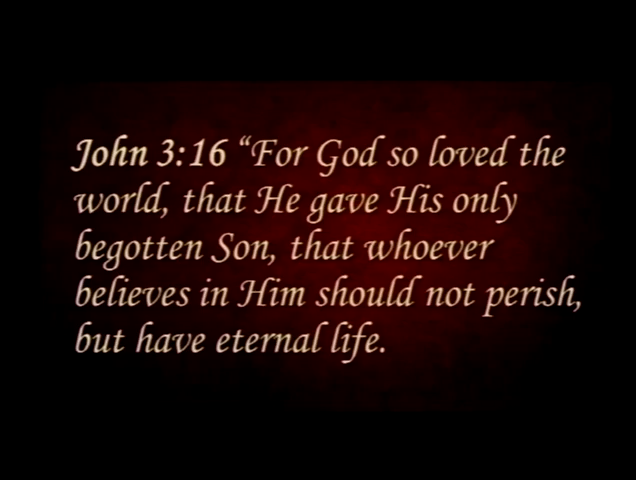 John 3:16 “For God so loved the
world, that He gave His only
begotten Son, that whoever
believes in Him should not perish,
but have eternal life.